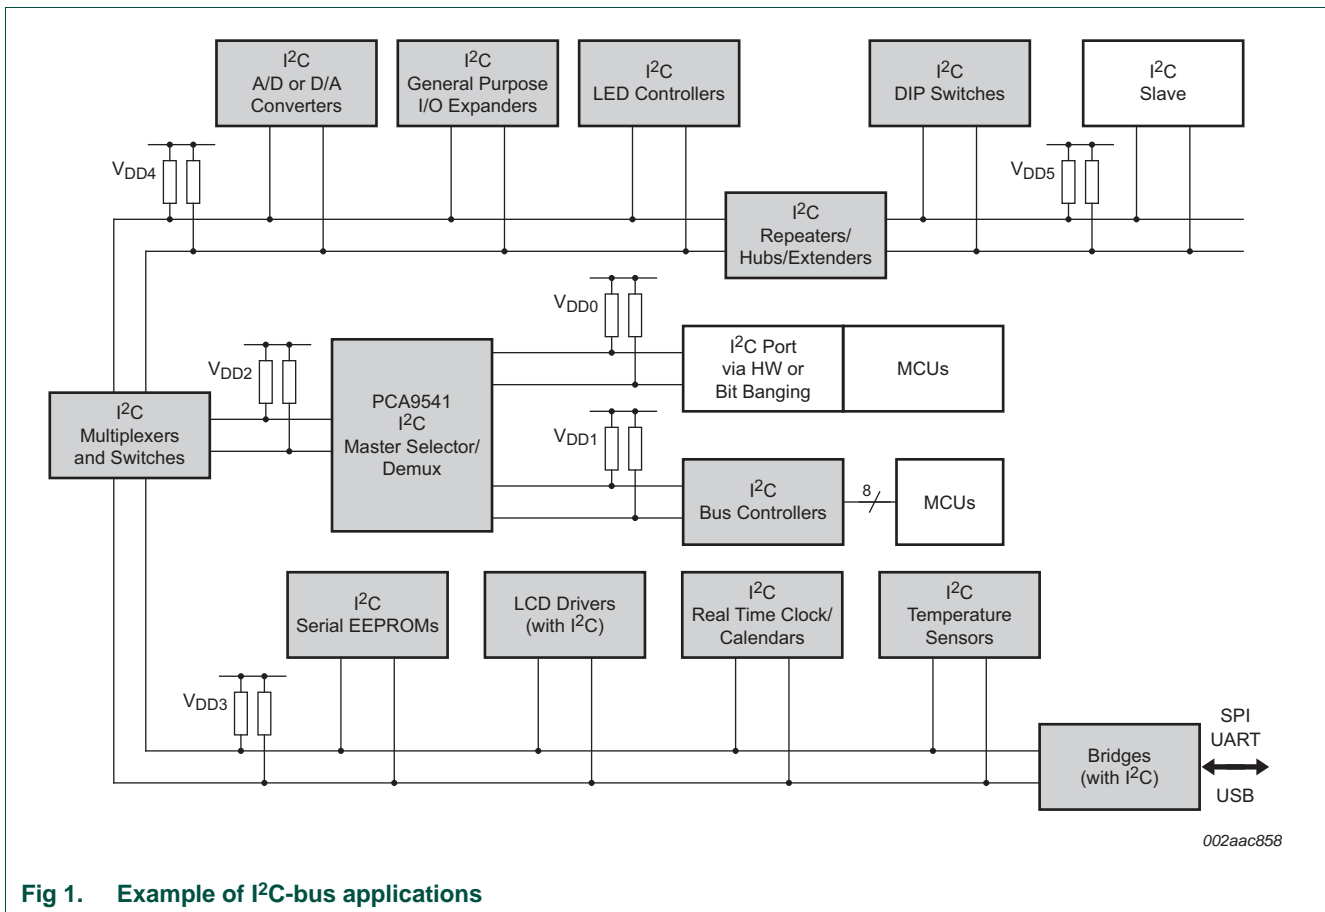 I²C
A/D or D/A
Converters
I²C
General Purpose
I/O Expanders
I²C
LED Controllers
I²C
DIP Switches
I²C
Slave
VDD4
VDD5
I²C
Repeaters/
Hubs/Extenders
VDD0
I²C Port
via HW or
Bit Banging
MCUs
VDD2
PCA9541
I²C
Master Selector/
Demux
I²C
Multiplexers
and Switches
VDD1
I²C
Bus Controllers
8
MCUs
I²C
Serial EEPROMs
LCD Drivers
(with I²C)
I²C
Real Time Clock/
Calendars
I²C
Temperature
Sensors
VDD3
Bridges
(with I²C)
SPI
UART
USB
002aac858
Fig 1. Example of I²C-bus applications